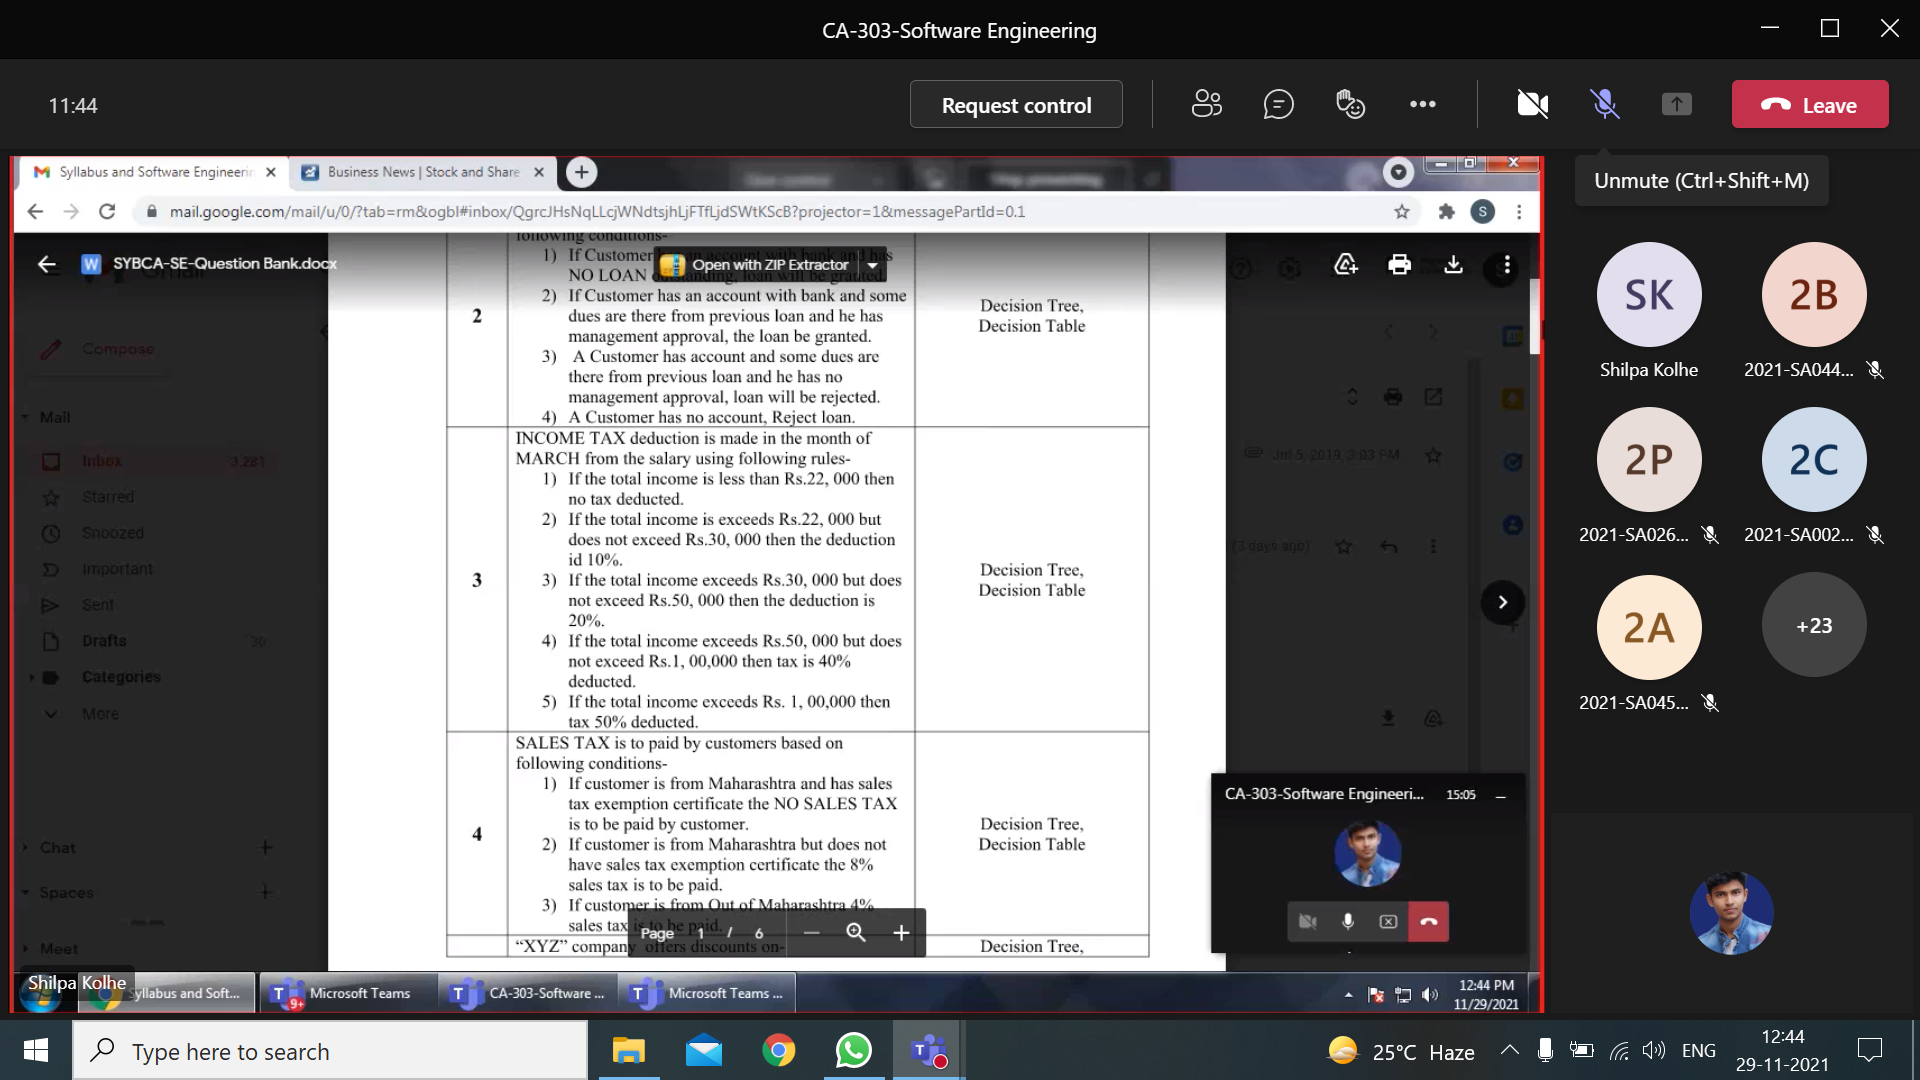 CA-303-Software Engineering
11:44
Request control
Leave
Unmute (Ctrl+Shift+M)
Syllabus and Software Engineerin
Business News | Stock and Share
mail.google.com/mail/u/0/?tab=rm&ogbl#inbox/QgrcJHsNqLLcjWNdtsjhLjFTfLjdSWtKScB?projector=1&messagePartId=0.1
S
W SYBCA-SE-Question Bank.docx
Open with ZIP Extractor
Compose
Mail
Inbox 3,281
Starred
Snoozed
Important
Sent
Drafts 30
Categories
More
Chat
Spaces
Meet
Jul 5, 2019, 3:03 PM
(3 days ago)
following conditions-
1) If Customer has an account with bank and has
NO LOAN outstanding, loan will be granted.
2) If Customer has an account with bank and some
dues are there from previous loan and he has
management approval, the loan be granted.
3) A Customer has account and some dues are
there from previous loan and he has no
management approval, loan will be rejected.
4) A Customer has no account, Reject loan.
2
Decision Tree,
Decision Table
INCOME TAX deduction is made in the month of
MARCH from the salary using following rules-
1) If the total income is less than Rs.22, 000 then
no tax deducted.
2) If the total income is exceeds Rs.22, 000 but
does not exceed Rs.30, 000 then the deduction
id 10%.
3) If the total income exceeds Rs.30, 000 but does
not exceed Rs.50, 000 then the deduction is
20%.
4) If the total income exceeds Rs.50, 000 but does
not exceed Rs.1, 00,000 then tax is 40%
deducted.
5) If the total income exceeds Rs. 1, 00,000 then
tax 50% deducted.
3
Decision Tree,
Decision Table
SALES TAX is to paid by customers based on
following conditions-
1) If customer is from Maharashtra and has sales
tax exemption certificate the NO SALES TAX
is to be paid by customer.
2) If customer is from Maharashtra but does not
have sales tax exemption certificate the 8%
sales tax is to be paid.
3) If customer is from Out of Maharashtra 4%
sales tax is to be paid.
4
Decision Tree,
Decision Table
"XYZ" company offers discounts on-
Decision Tree,
Page 1 / 6
CA-303-Software Engineeri... 15:05
SK
Shilpa Kolhe
2B
2021-SA044...
2P
2021-SA026...
2C
2021-SA002...
2A
2021-SA045...
+23
Shilpa Kolhe
Syllabus and Soft...
9+
Microsoft Teams
CA-303-Software ...
Microsoft Teams ...
12:44 PM
11/29/2021
Type here to search
25°C Haze
ENG
12:44
29-11-2021